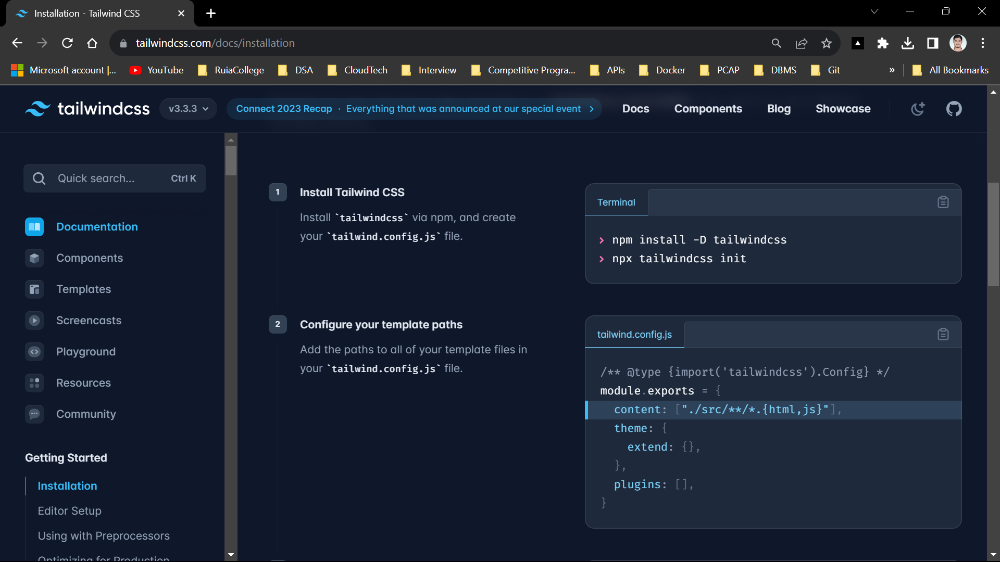 Installation - Tailwind CSS
tailwindcss.com/docs/installation
Microsoft account |... YouTube RuiaCollege DSA CloudTech Interview Competitive Progra... APIs Docker PCAP DBMS Git » All Bookmarks
tailwindcss v3.3.3 Connect 2023 Recap · Everything that was announced at our special event Docs Components Blog Showcase
Quick search... Ctrl K
Documentation
Components
Templates
Screencasts
Playground
Resources
Community
Getting Started
Installation
Editor Setup
Using with Preprocessors
Optimizing for Production
1 Install Tailwind CSS
Install `tailwindcss` via npm, and create
your `tailwind.config.js` file.
Terminal
> npm install -D tailwindcss
> npx tailwindcss init
2 Configure your template paths
Add the paths to all of your template files in
your `tailwind.config.js` file.
tailwind.config.js
/** @type {import('tailwindcss').Config} */
module.exports = {
content: ["./src/**/*.{html,js}"],
theme: {
extend: {},
},
plugins: [],
}